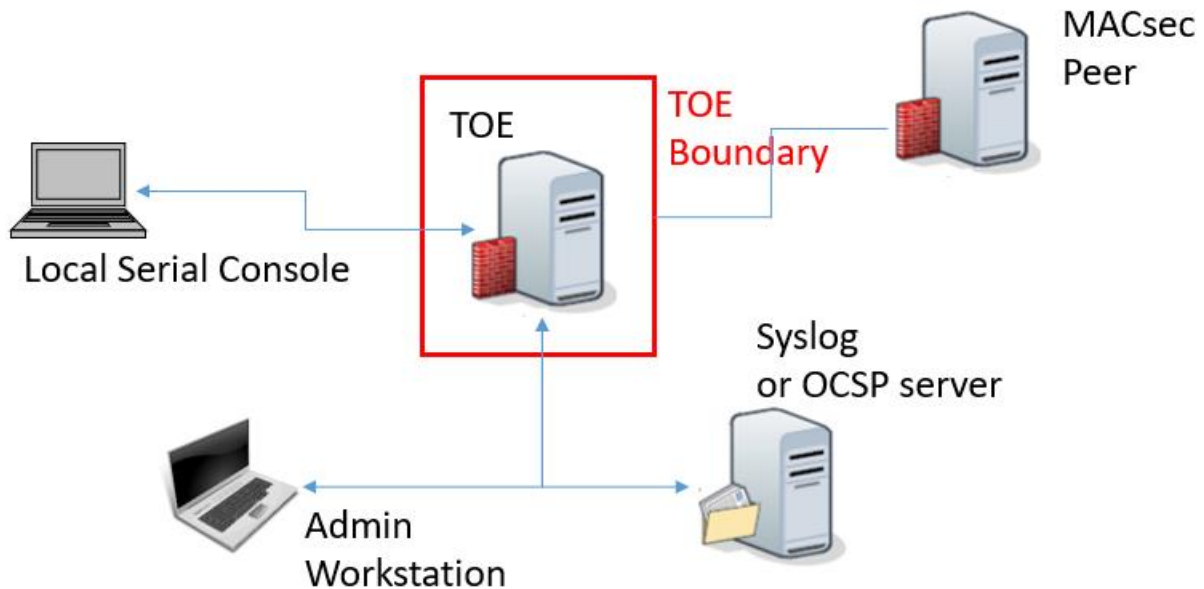 MACsec
Peer
TOE
Boundary
TOE
Local Serial Console
Syslog
or OCSP server
Admin
Workstation